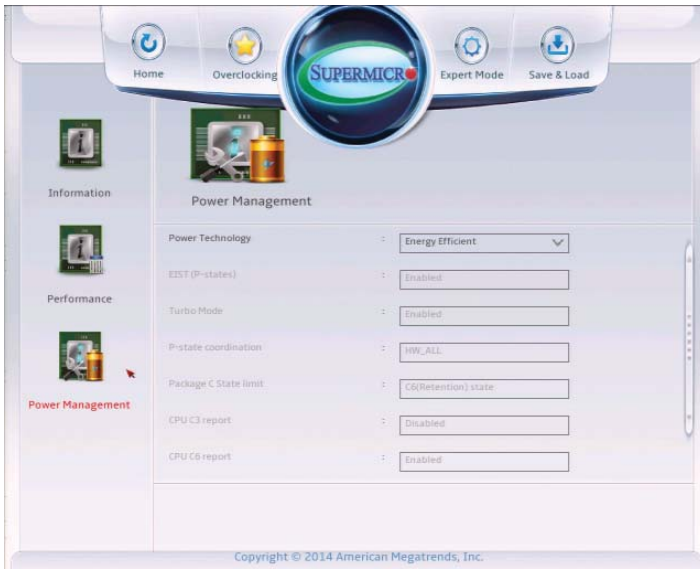 Home
Overclocking
SUPERMICRO
Expert Mode
Save & Load
Information
Performance
Power Management
Power Management
Power Technology : Energy Efficient
EIST (P-states) : Enabled
Turbo Mode : Enabled
P-state coordination : HW_ALL
Package C State limit : C6(Retention) state
CPU C3 report : Disabled
CPU C6 report : Enabled
Copyright © 2014 American Megatrends, Inc.